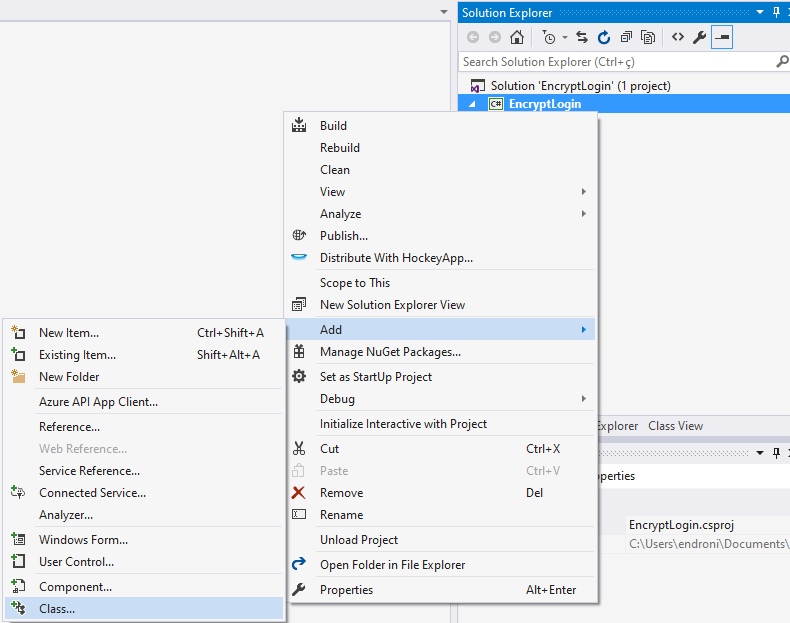 Solution Explorer
Search Solution Explorer (Ctrl+ç)
Solution 'EncryptLogin' (1 project)
C# EncryptLogin
Build
Rebuild
Clean
View
Analyze
Publish...
Distribute With HockeyApp...
Scope to This
New Solution Explorer View
Add
Manage NuGet Packages...
Set as StartUp Project
Debug
Initialize Interactive with Project
Cut Ctrl+X
Paste Ctrl+V
Remove Del
Rename
Unload Project
Open Folder in File Explorer
Properties Alt+Enter
New Item... Ctrl+Shift+A
Existing Item... Shift+Alt+A
New Folder
Azure API App Client...
Reference...
Web Reference...
Service Reference...
Connected Service...
Analyzer...
Windows Form...
User Control...
Component...
Class...
Explorer Class View
perties
EncryptLogin.csproj
C:\Users\endroni\Documents\